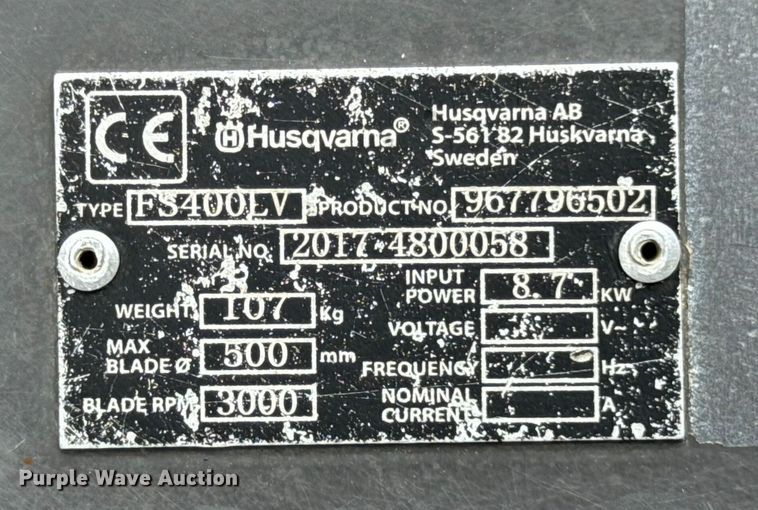 CE
Husqvarna®
Husqvarna AB
S-561 82 Huskvarna
Sweden
TYPE FS400LV PRODUCT NO. 967796502
SERIAL NO. 2017 4800058
WEIGHT 107 Kg
MAX BLADE Ø 500 mm
BLADE RPM 3000
INPUT POWER 8.7 KW
VOLTAGE V~
FREQUENCY Hz
NOMINAL CURRENT A
Purple Wave Auction